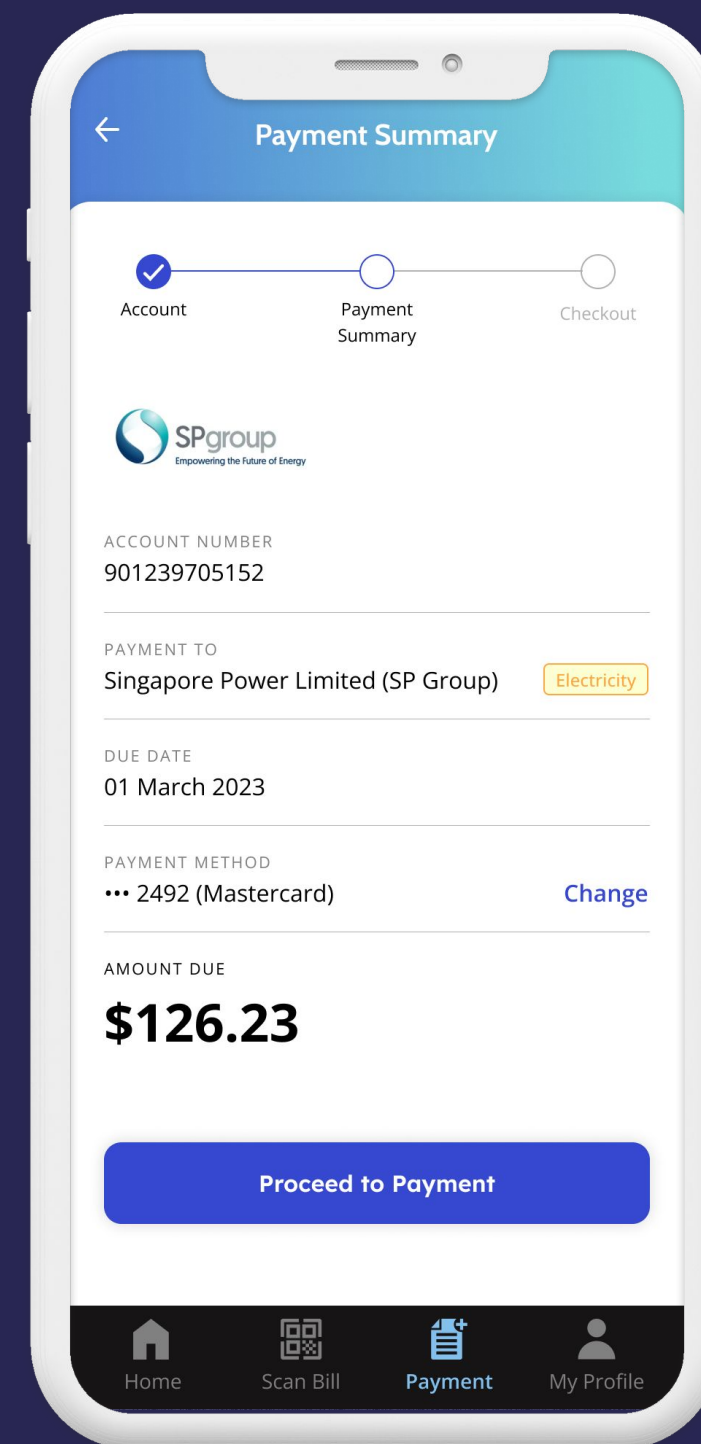 Payment Summary
Account
Payment
Summary
Checkout
SPgroup
Empowering the Future of Energy
ACCOUNT NUMBER
901239705152
PAYMENT TO
Singapore Power Limited (SP Group)
Electricity
DUE DATE
01 March 2023
PAYMENT METHOD
••• 2492 (Mastercard)
Change
AMOUNT DUE
$126.23
Proceed to Payment
Home
Scan Bill
Payment
My Profile